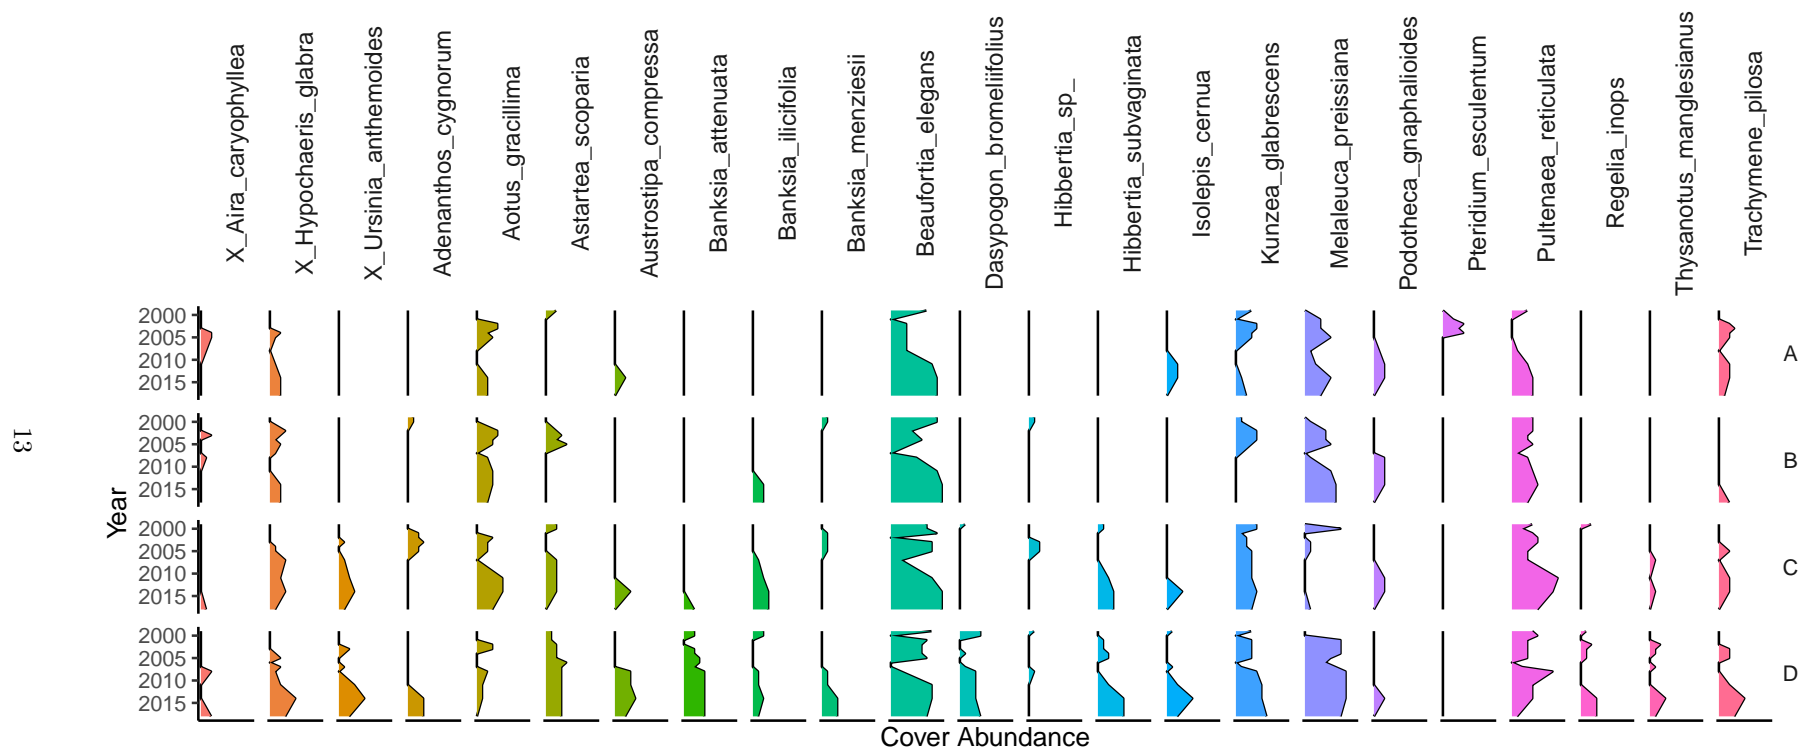 X_Aira_caryophyllea
X_Hypochaeris_glabra
X_Ursinia_anthemoides
Adenanthos_cygnorum
Aotus_gracillima
Astartea_scoparia
Austrostipa_compressa
Banksia_attenuata
Banksia_ilicifolia
Banksia_menziesii
Beaufortia_elegans
Dasypogon_bromeliifolius
Hibbertia_sp_
Hibbertia_subvaginata
Isolepis_cernua
Kunzea_glabrescens
Melaleuca_preissiana
Podotheca_gnaphalioides
Pteridium_esculentum
Pultenaea_reticulata
Regelia_inops
Thysanotus_manglesianus
Trachymene_pilosa
2000
2005
2010
2015
A
2000
2005
2010
2015
B
2000
2005
2010
2015
C
2000
2005
2010
2015
D
Year
Cover Abundance
13